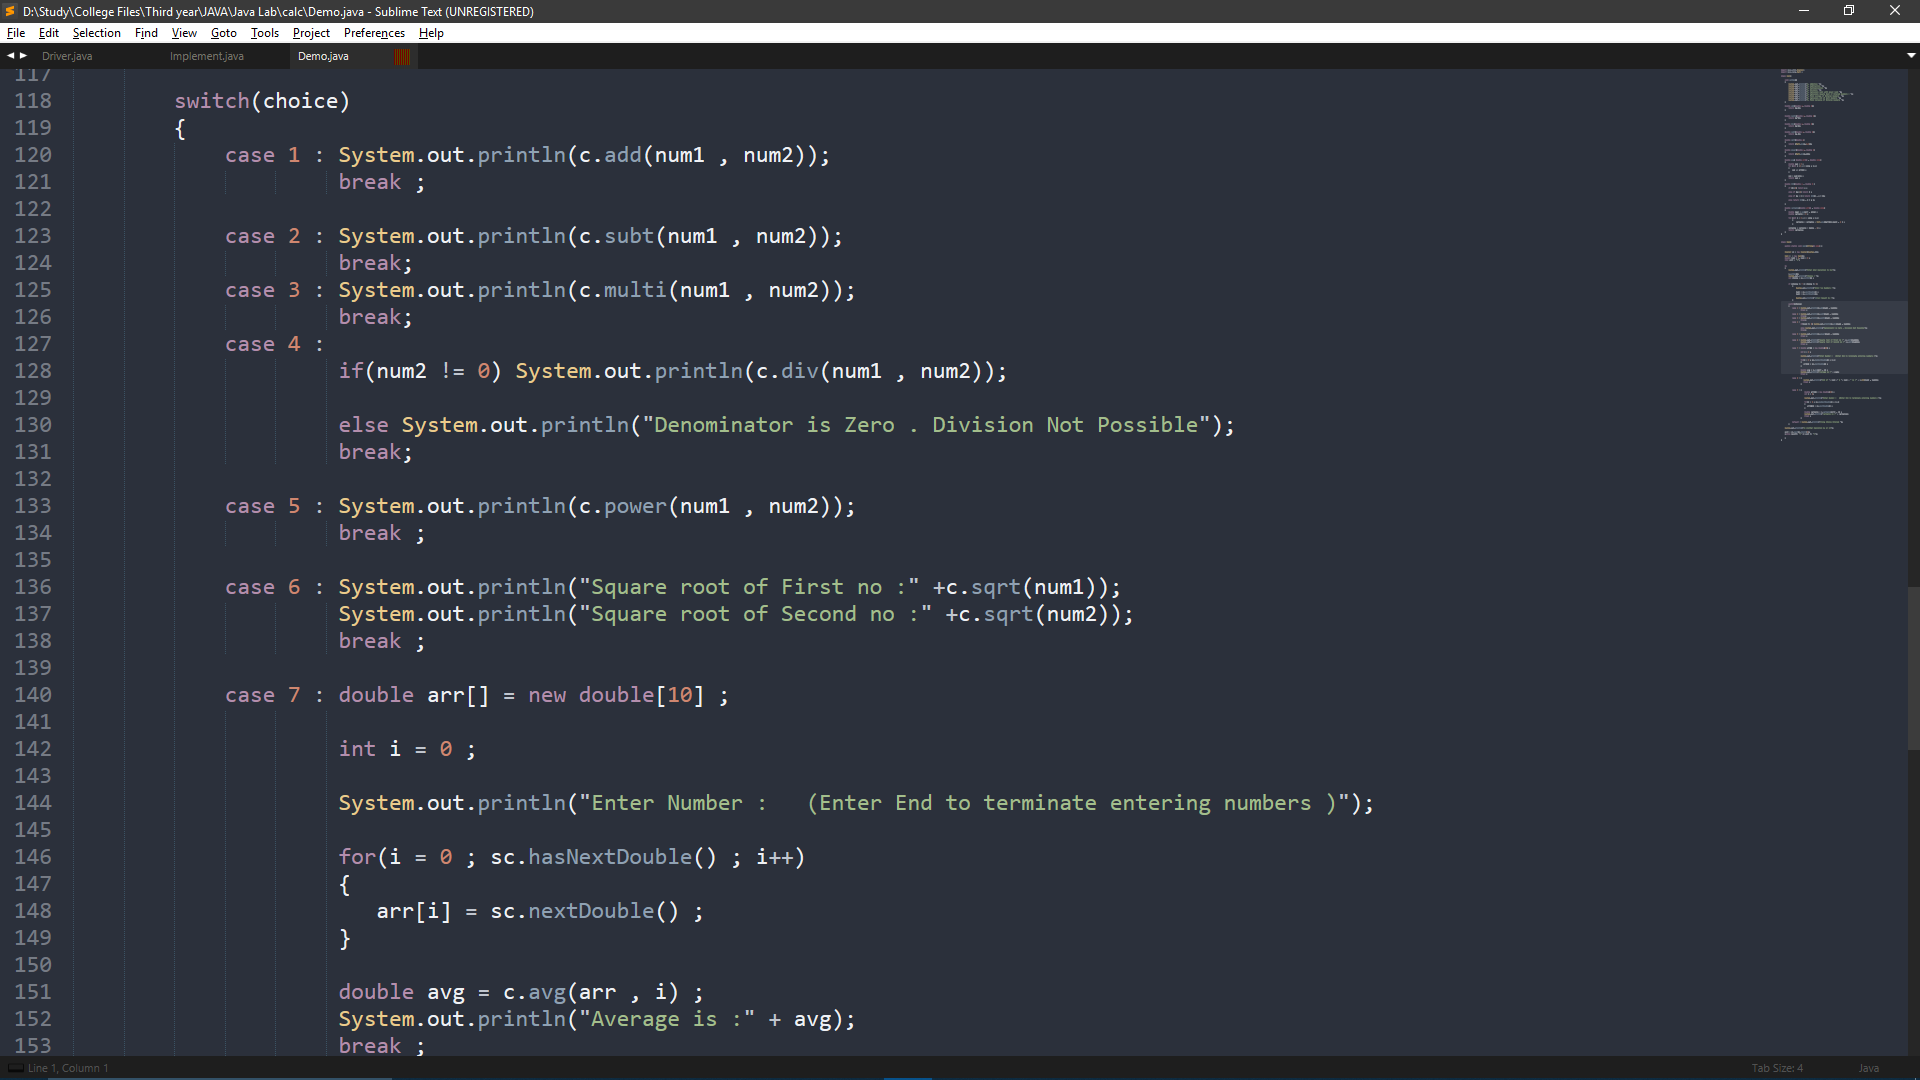 D:\Study\College Files\Third year\JAVA\Java Lab\calc\Demo.java - Sublime Text (UNREGISTERED)
File Edit Selection Find View Goto Tools Project Preferences Help
Driver.java Implement.java Demo.java
117
118 switch(choice)
119 {
120 case 1 : System.out.println(c.add(num1 , num2));
121 break ;
122
123 case 2 : System.out.println(c.subt(num1 , num2));
124 break;
125 case 3 : System.out.println(c.multi(num1 , num2));
126 break;
127 case 4 :
128 if(num2 != 0) System.out.println(c.div(num1 , num2));
129
130 else System.out.println("Denominator is Zero . Division Not Possible");
131 break;
132
133 case 5 : System.out.println(c.power(num1 , num2));
134 break ;
135
136 case 6 : System.out.println("Square root of First no :" +c.sqrt(num1));
137 System.out.println("Square root of Second no :" +c.sqrt(num2));
138 break ;
139
140 case 7 : double arr[] = new double[10] ;
141
142 int i = 0 ;
143
144 System.out.println("Enter Number :   (Enter End to terminate entering numbers )");
145
146 for(i = 0 ; sc.hasNextDouble() ; i++)
147 {
148 arr[i] = sc.nextDouble() ;
149 }
150
151 double avg = c.avg(arr , i) ;
152 System.out.println("Average is :" + avg);
153 break ;
Line 1, Column 1 Tab Size: 4 Java